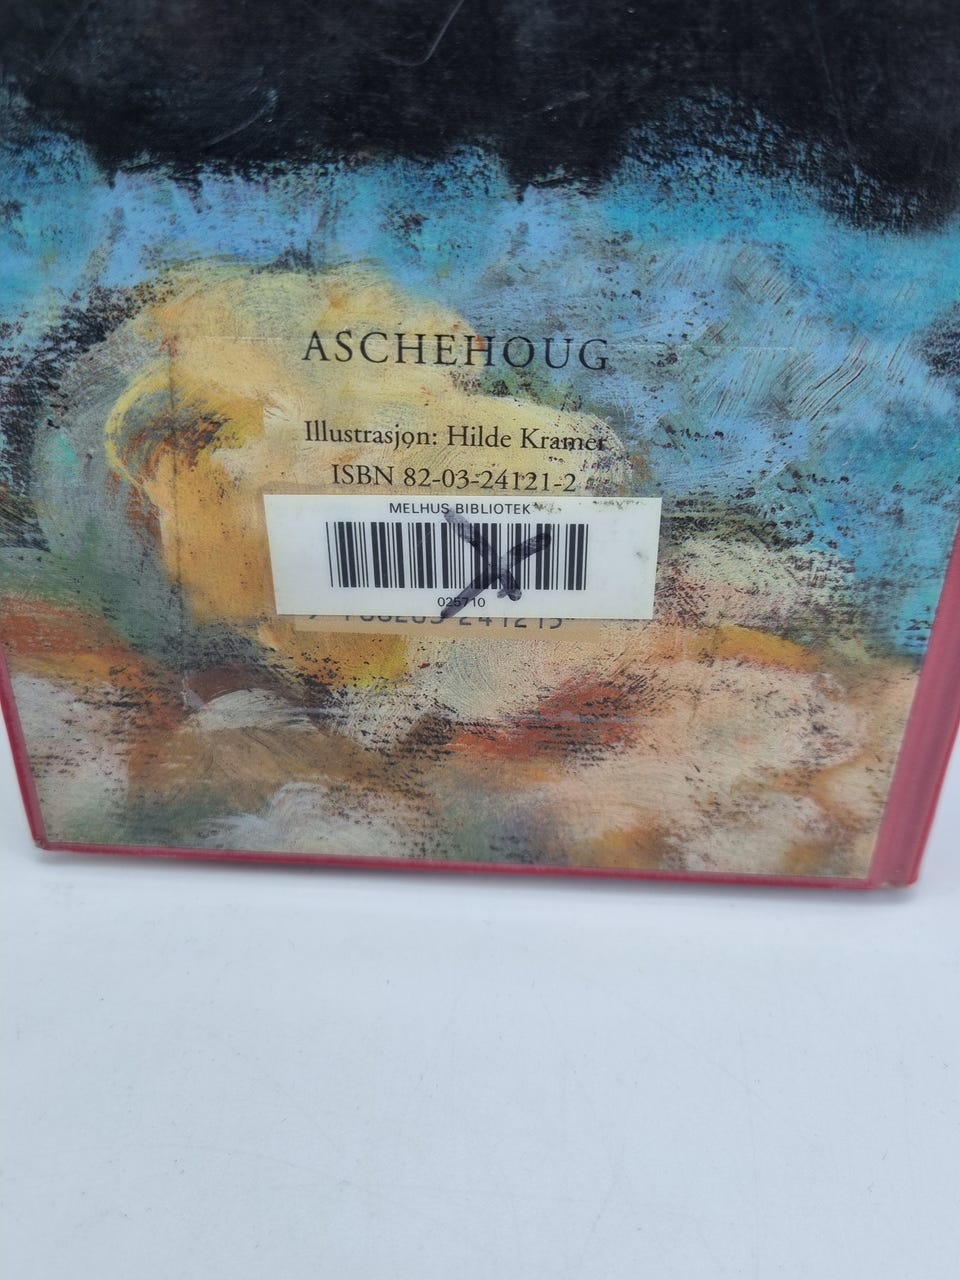 ASCHEHOUG
Illustrasjon: Hilde Kramer
ISBN 82-03-24121-2
MELHUS BIBLIOTEK
025710